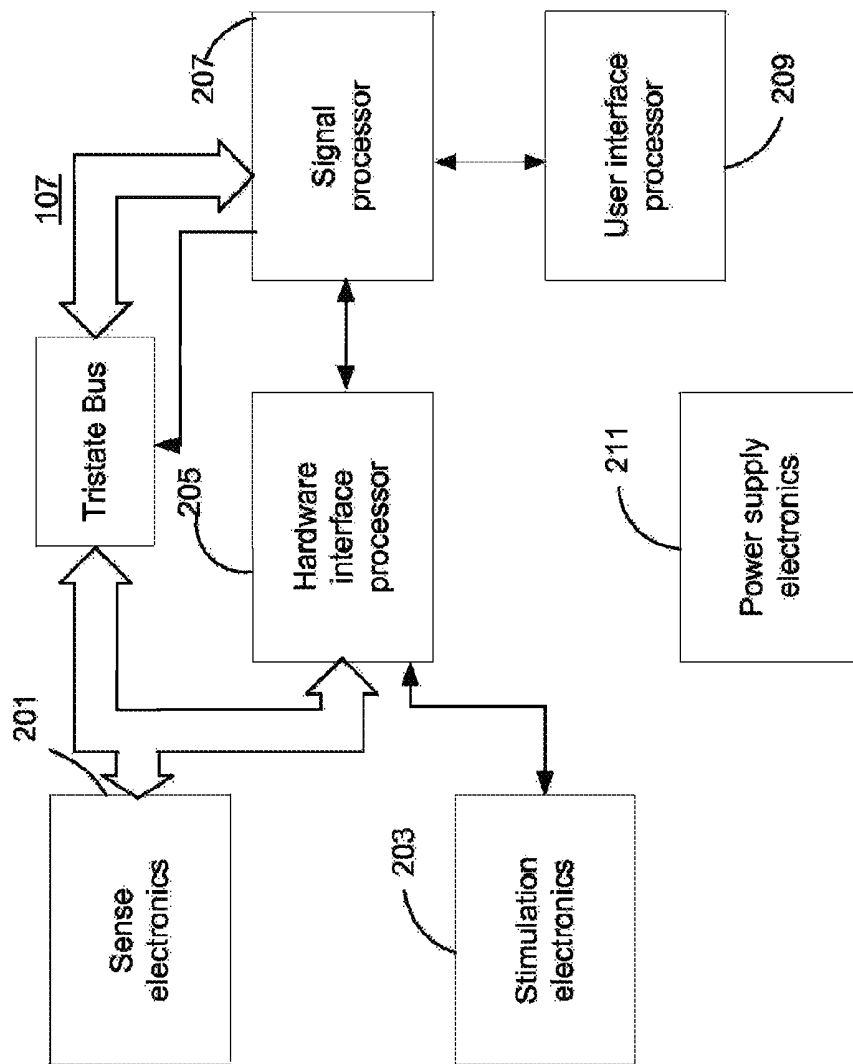 107
207
Tristate Bus
Signal
processor
201
205
Sense
electronics
Hardware
interface
processor
User interface
processor
209
203
Stimulation
electronics
211
Power supply
electronics